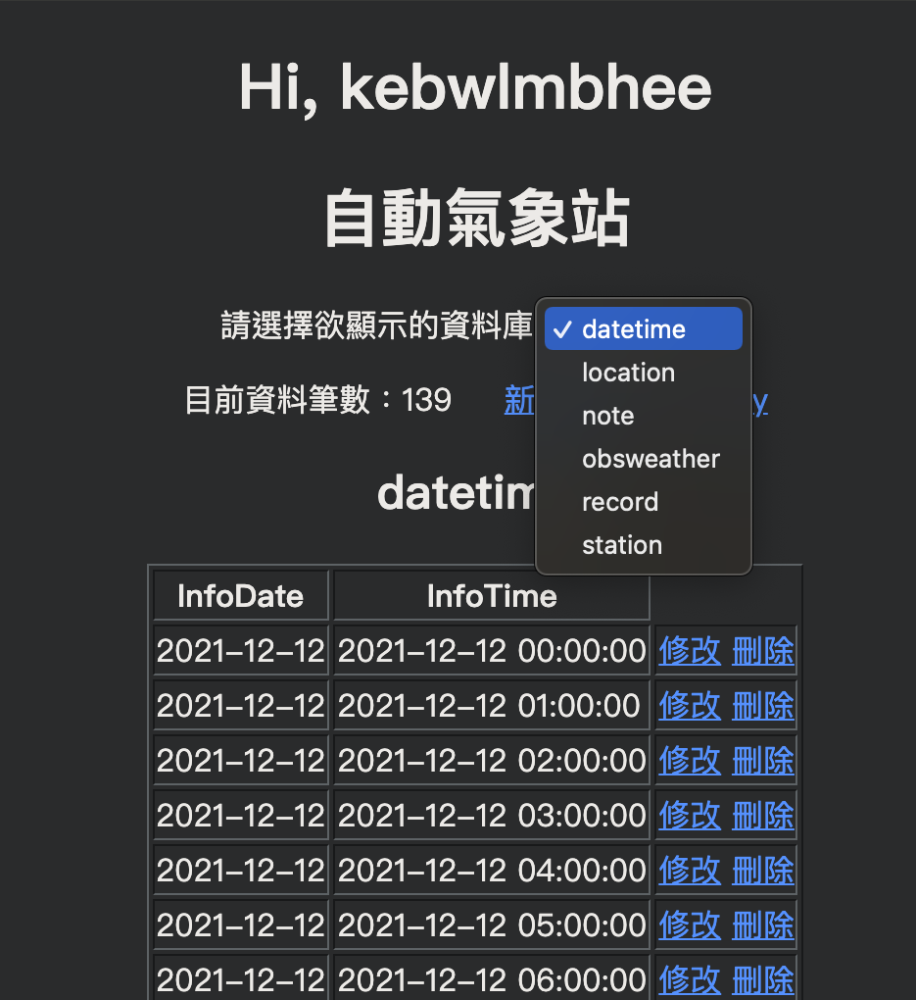 Hi, kebwlmbhee
自動氣象站
請選擇欲顯示的資料庫
datetime
location
note
obsweather
record
station
目前資料筆數：139 新
datetim
InfoDate InfoTime
2021-12-12 2021-12-12 00:00:00 修改 刪除
2021-12-12 2021-12-12 01:00:00 修改 刪除
2021-12-12 2021-12-12 02:00:00 修改 刪除
2021-12-12 2021-12-12 03:00:00 修改 刪除
2021-12-12 2021-12-12 04:00:00 修改 刪除
2021-12-12 2021-12-12 05:00:00 修改 刪除
2021-12-12 2021-12-12 06:00:00 修改 刪除